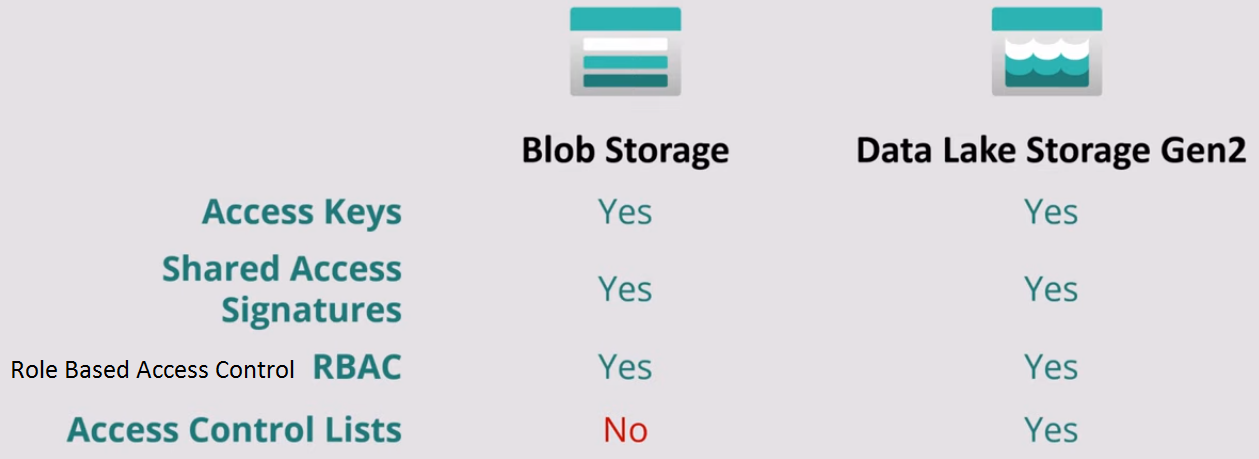 Blob Storage Data Lake Storage Gen2
Access Keys Yes Yes
Shared Access
Signatures Yes Yes
Role Based Access Control RBAC Yes Yes
Access Control Lists No Yes